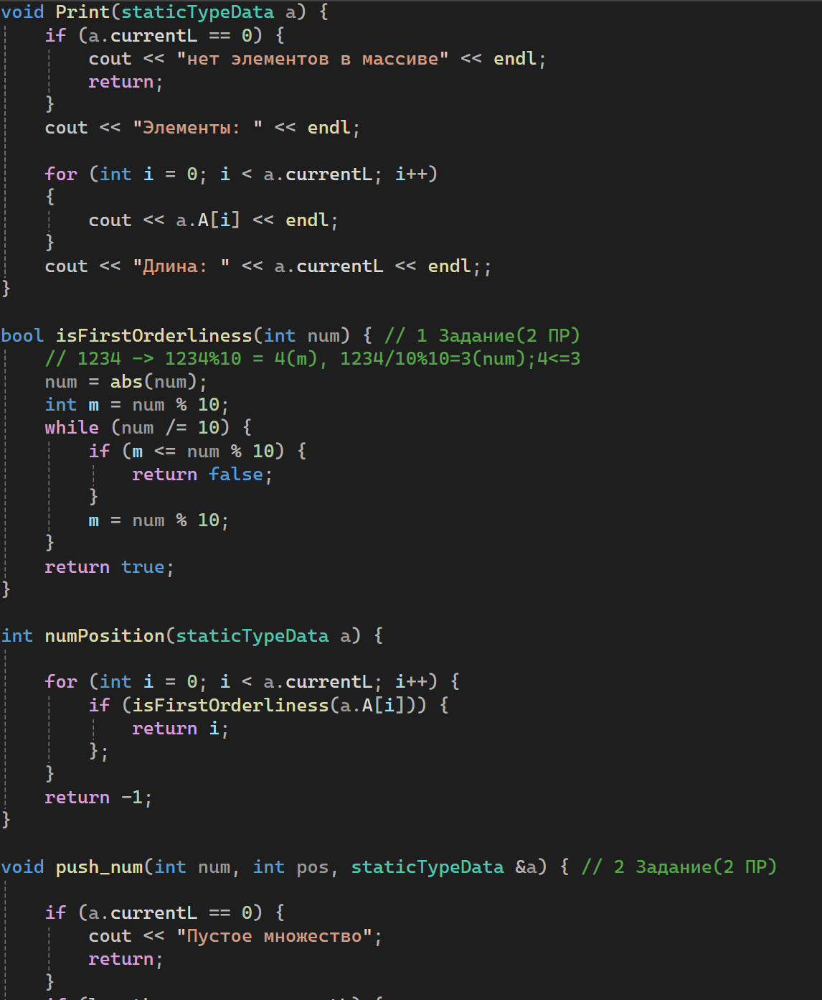 void Print(staticTypeData a) {
    if (a.currentL == 0) {
        cout << "нет элементов в массиве" << endl;
        return;
    }
    cout << "Элементы: " << endl;

    for (int i = 0; i < a.currentL; i++)
    {
        cout << a.A[i] << endl;
    }
    cout << "Длина: " << a.currentL << endl;;
}

bool isFirstOrderliness(int num) { // 1 Задание(2 ПР)
    // 1234 -> 1234%10 = 4(m), 1234/10%10=3(num);4<=3
    num = abs(num);
    int m = num % 10;
    while (num /= 10) {
        if (m <= num % 10) {
            return false;
        }
        m = num % 10;
    }
    return true;
}

int numPosition(staticTypeData a) {

    for (int i = 0; i < a.currentL; i++) {
        if (isFirstOrderliness(a.A[i])) {
            return i;
        };
    }
    return -1;
}

void push_num(int num, int pos, staticTypeData &a) { // 2 Задание(2 ПР)

    if (a.currentL == 0) {
        cout << "Пустое множество";
        return;
    }